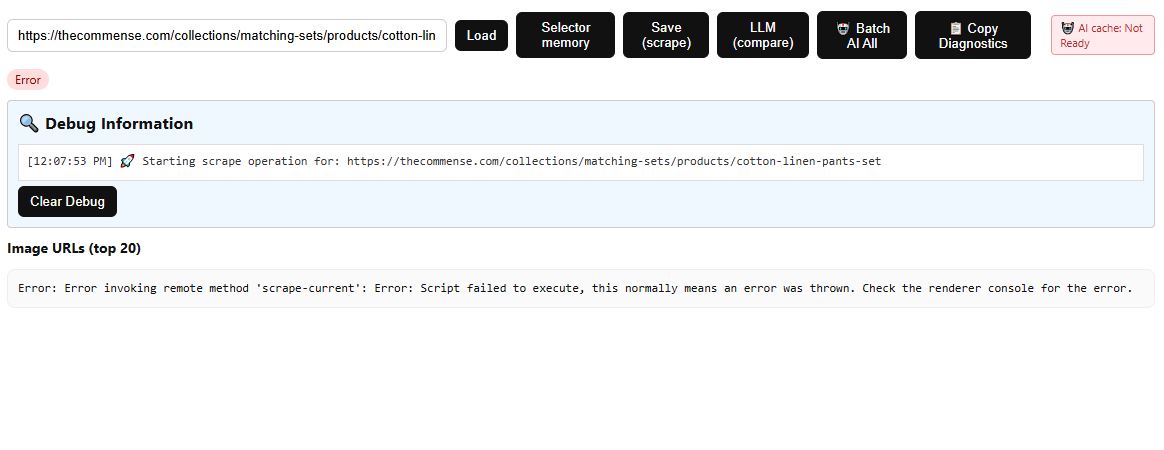 https://thecommense.com/collections/matching-sets/products/cotton-lin
Load
Selector
memory
Save
(scrape)
LLM
(compare)
🤖 Batch
AI All
📋 Copy
Diagnostics
🤖 AI cache: Not
Ready
Error
🔍 Debug Information
[12:07:53 PM] 🚀 Starting scrape operation for: https://thecommense.com/collections/matching-sets/products/cotton-linen-pants-set
Clear Debug
Image URLs (top 20)
Error: Error invoking remote method 'scrape-current': Error: Script failed to execute, this normally means an error was thrown. Check the renderer console for the error.